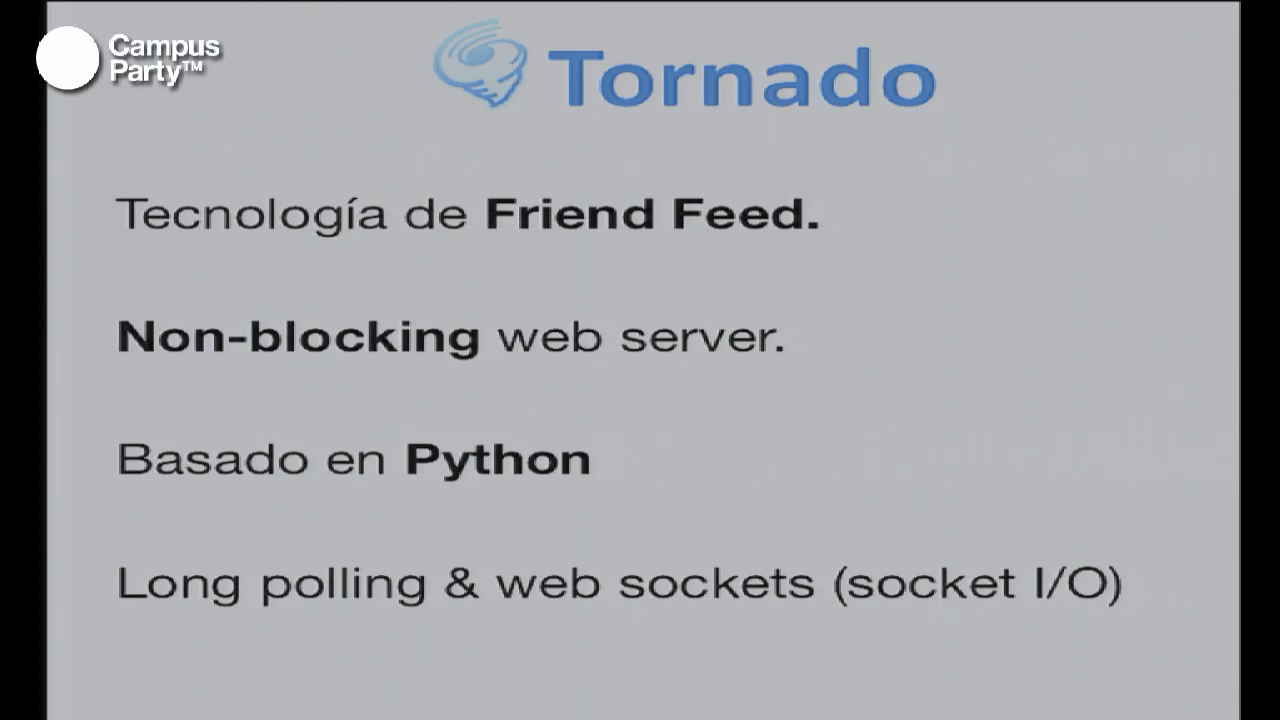 Campus
Party™
Tornado
Tecnología de Friend Feed.
Non-blocking web server.
Basado en Python
Long polling & web sockets (socket I/O)